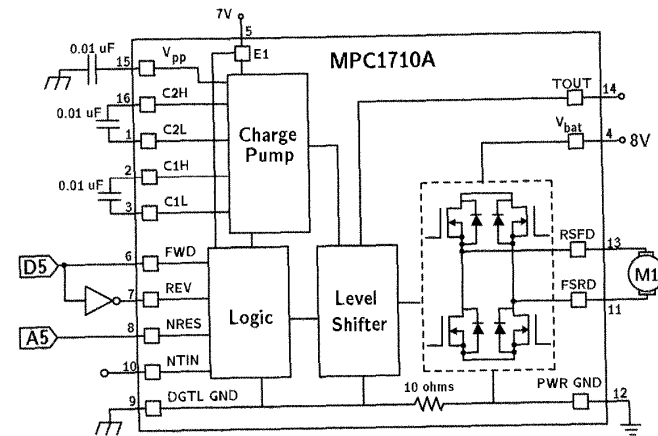 7V
5
0.01 uF
15
Vpp
E1
MPC1710A
TOUT
14
16
C2H
0.01 uF
1
C2L
Charge
Pump
Vbat
4
8V
2
C1H
0.01 uF
3
C1L
RSFD
13
D5
6
FWD
M1
7
REV
Logic
Level
Shifter
FSRD
11
A5
8
NRES
10
NTIN
9
DGTL GND
10 ohms
PWR GND
12